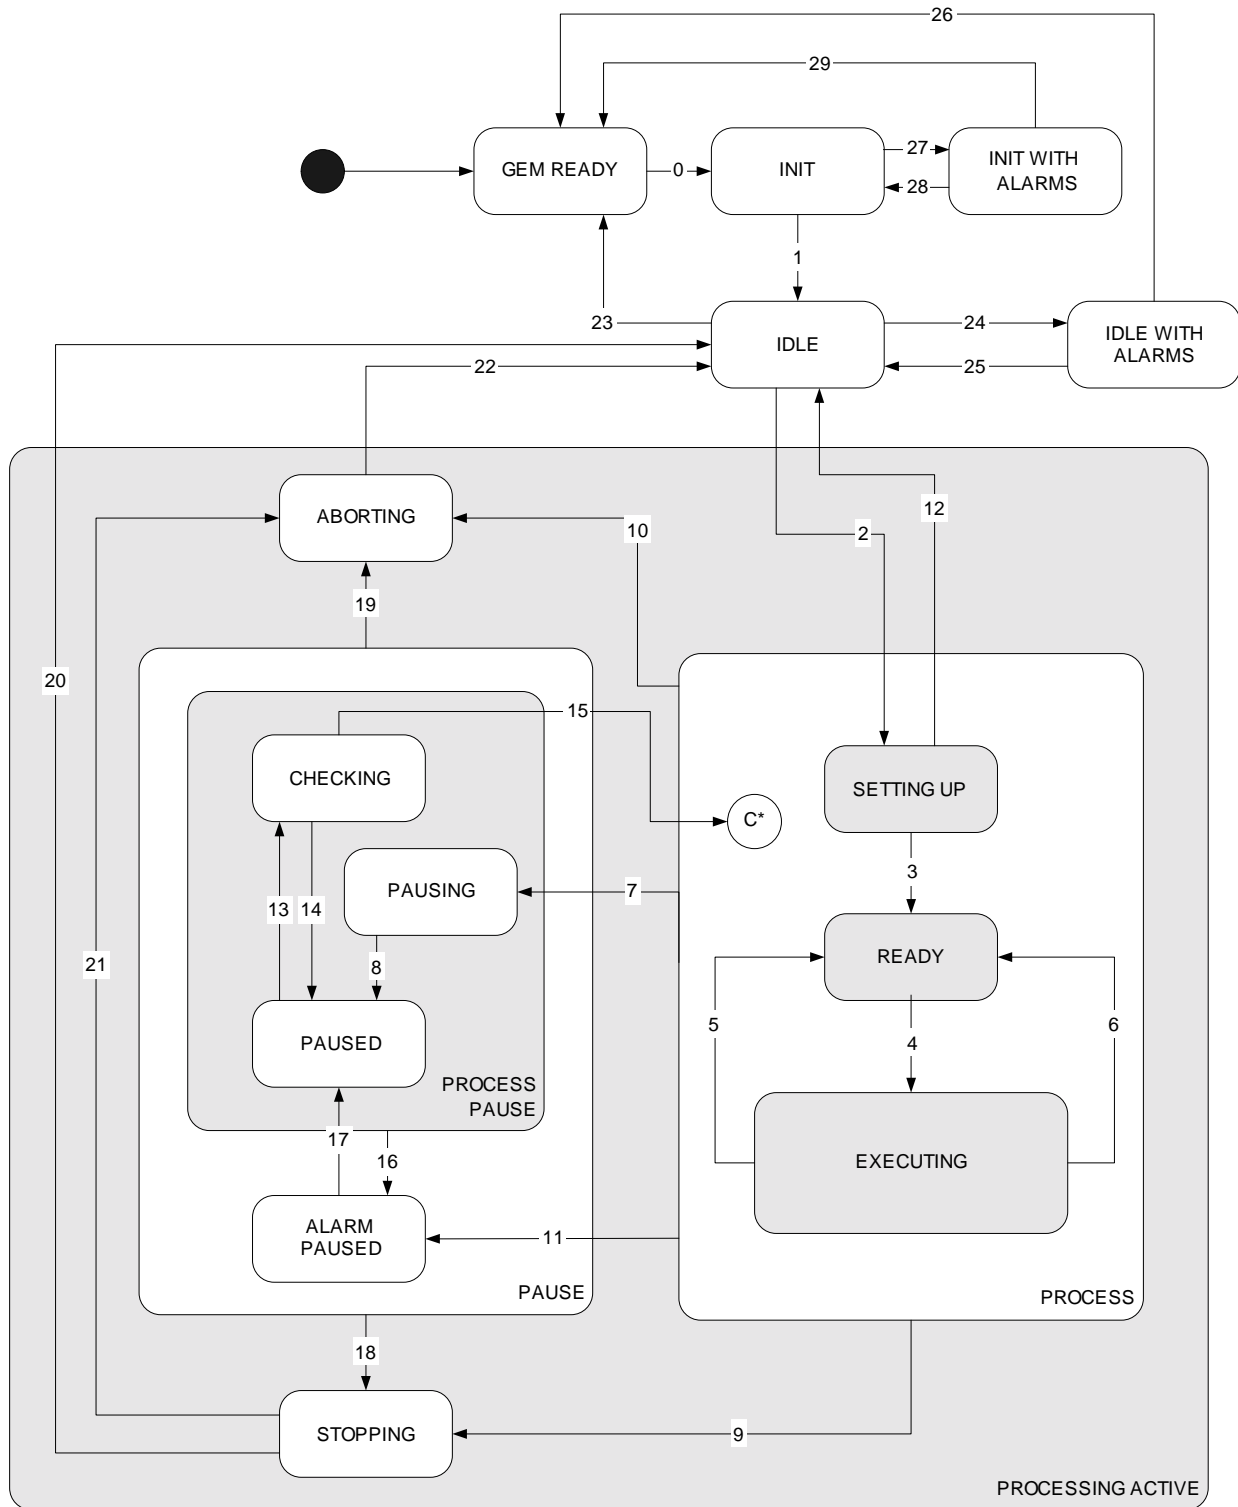 26
29
GEM READY
0
INIT
27
28
INIT WITH
ALARMS
1
23
IDLE
24
25
IDLE WITH
ALARMS
22
ABORTING
10
2
12
21
19
20
15
CHECKING
SETTING UP
C*
3
13
14
PAUSING
7
READY
8
PAUSED
5
4
6
PROCESS
PAUSE
17
16
EXECUTING
ALARM
PAUSED
11
PAUSE
PROCESS
18
STOPPING
9
PROCESSING ACTIVE